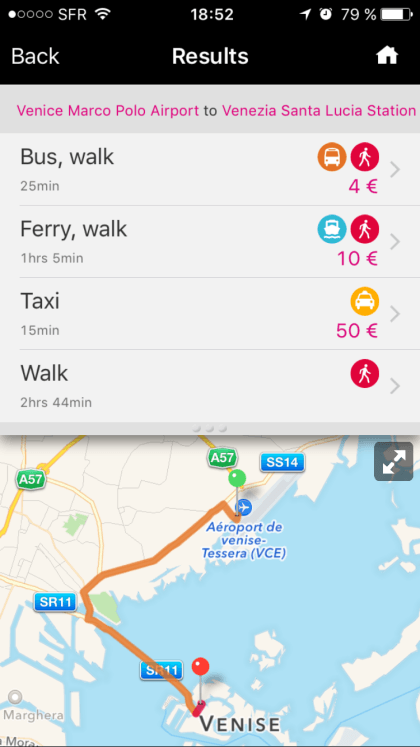 SFR 18:52 79 %
Back Results
Venice Marco Polo Airport to Venezia Santa Lucia Station
Bus, walk
25min 4 €
Ferry, walk
1hrs 5min 10 €
Taxi
15min 50 €
Walk
2hrs 44min
A57
SS14
A57
Aéroport de
venise-
Tessera (VCE)
SR11
SR11
Marghera
VENISE
a Mora